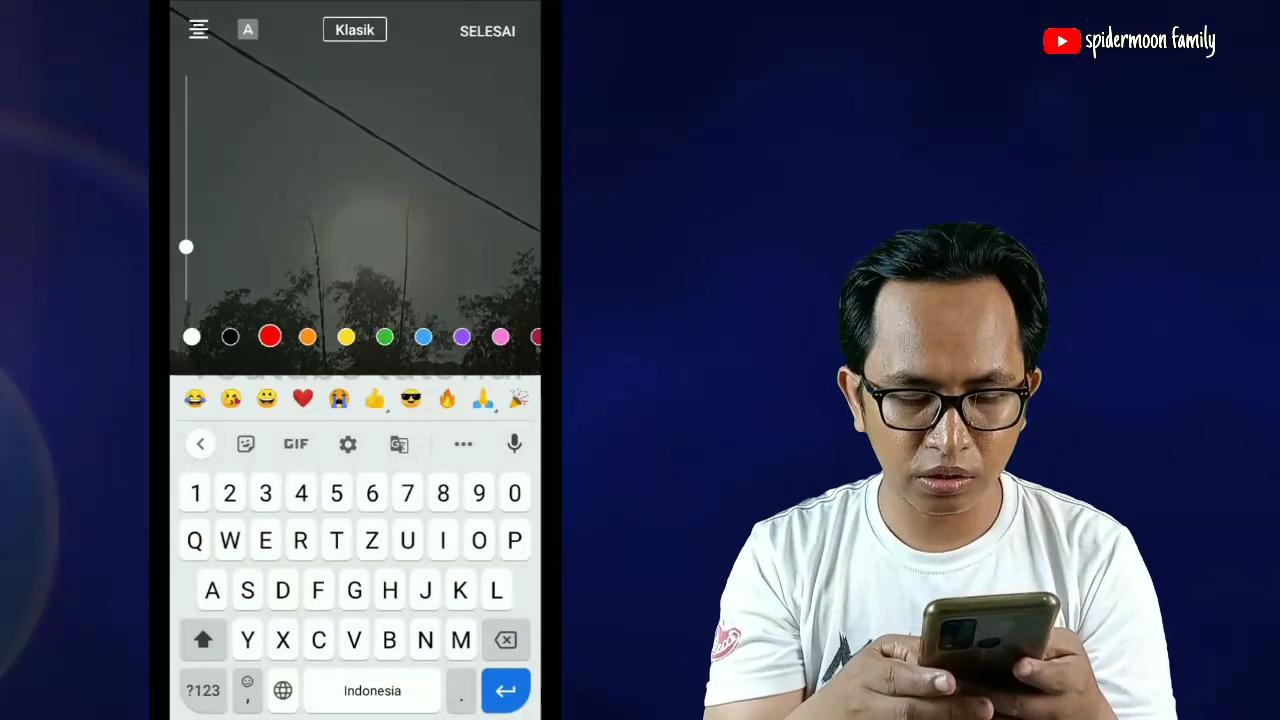 A Klasik SELESAI
spidermoon family
GIF
1 2 3 4 5 6 7 8 9 0
Q W E R T Z U I O P
A S D F G H J K L
Y X C V B N M
?123 , Indonesia .